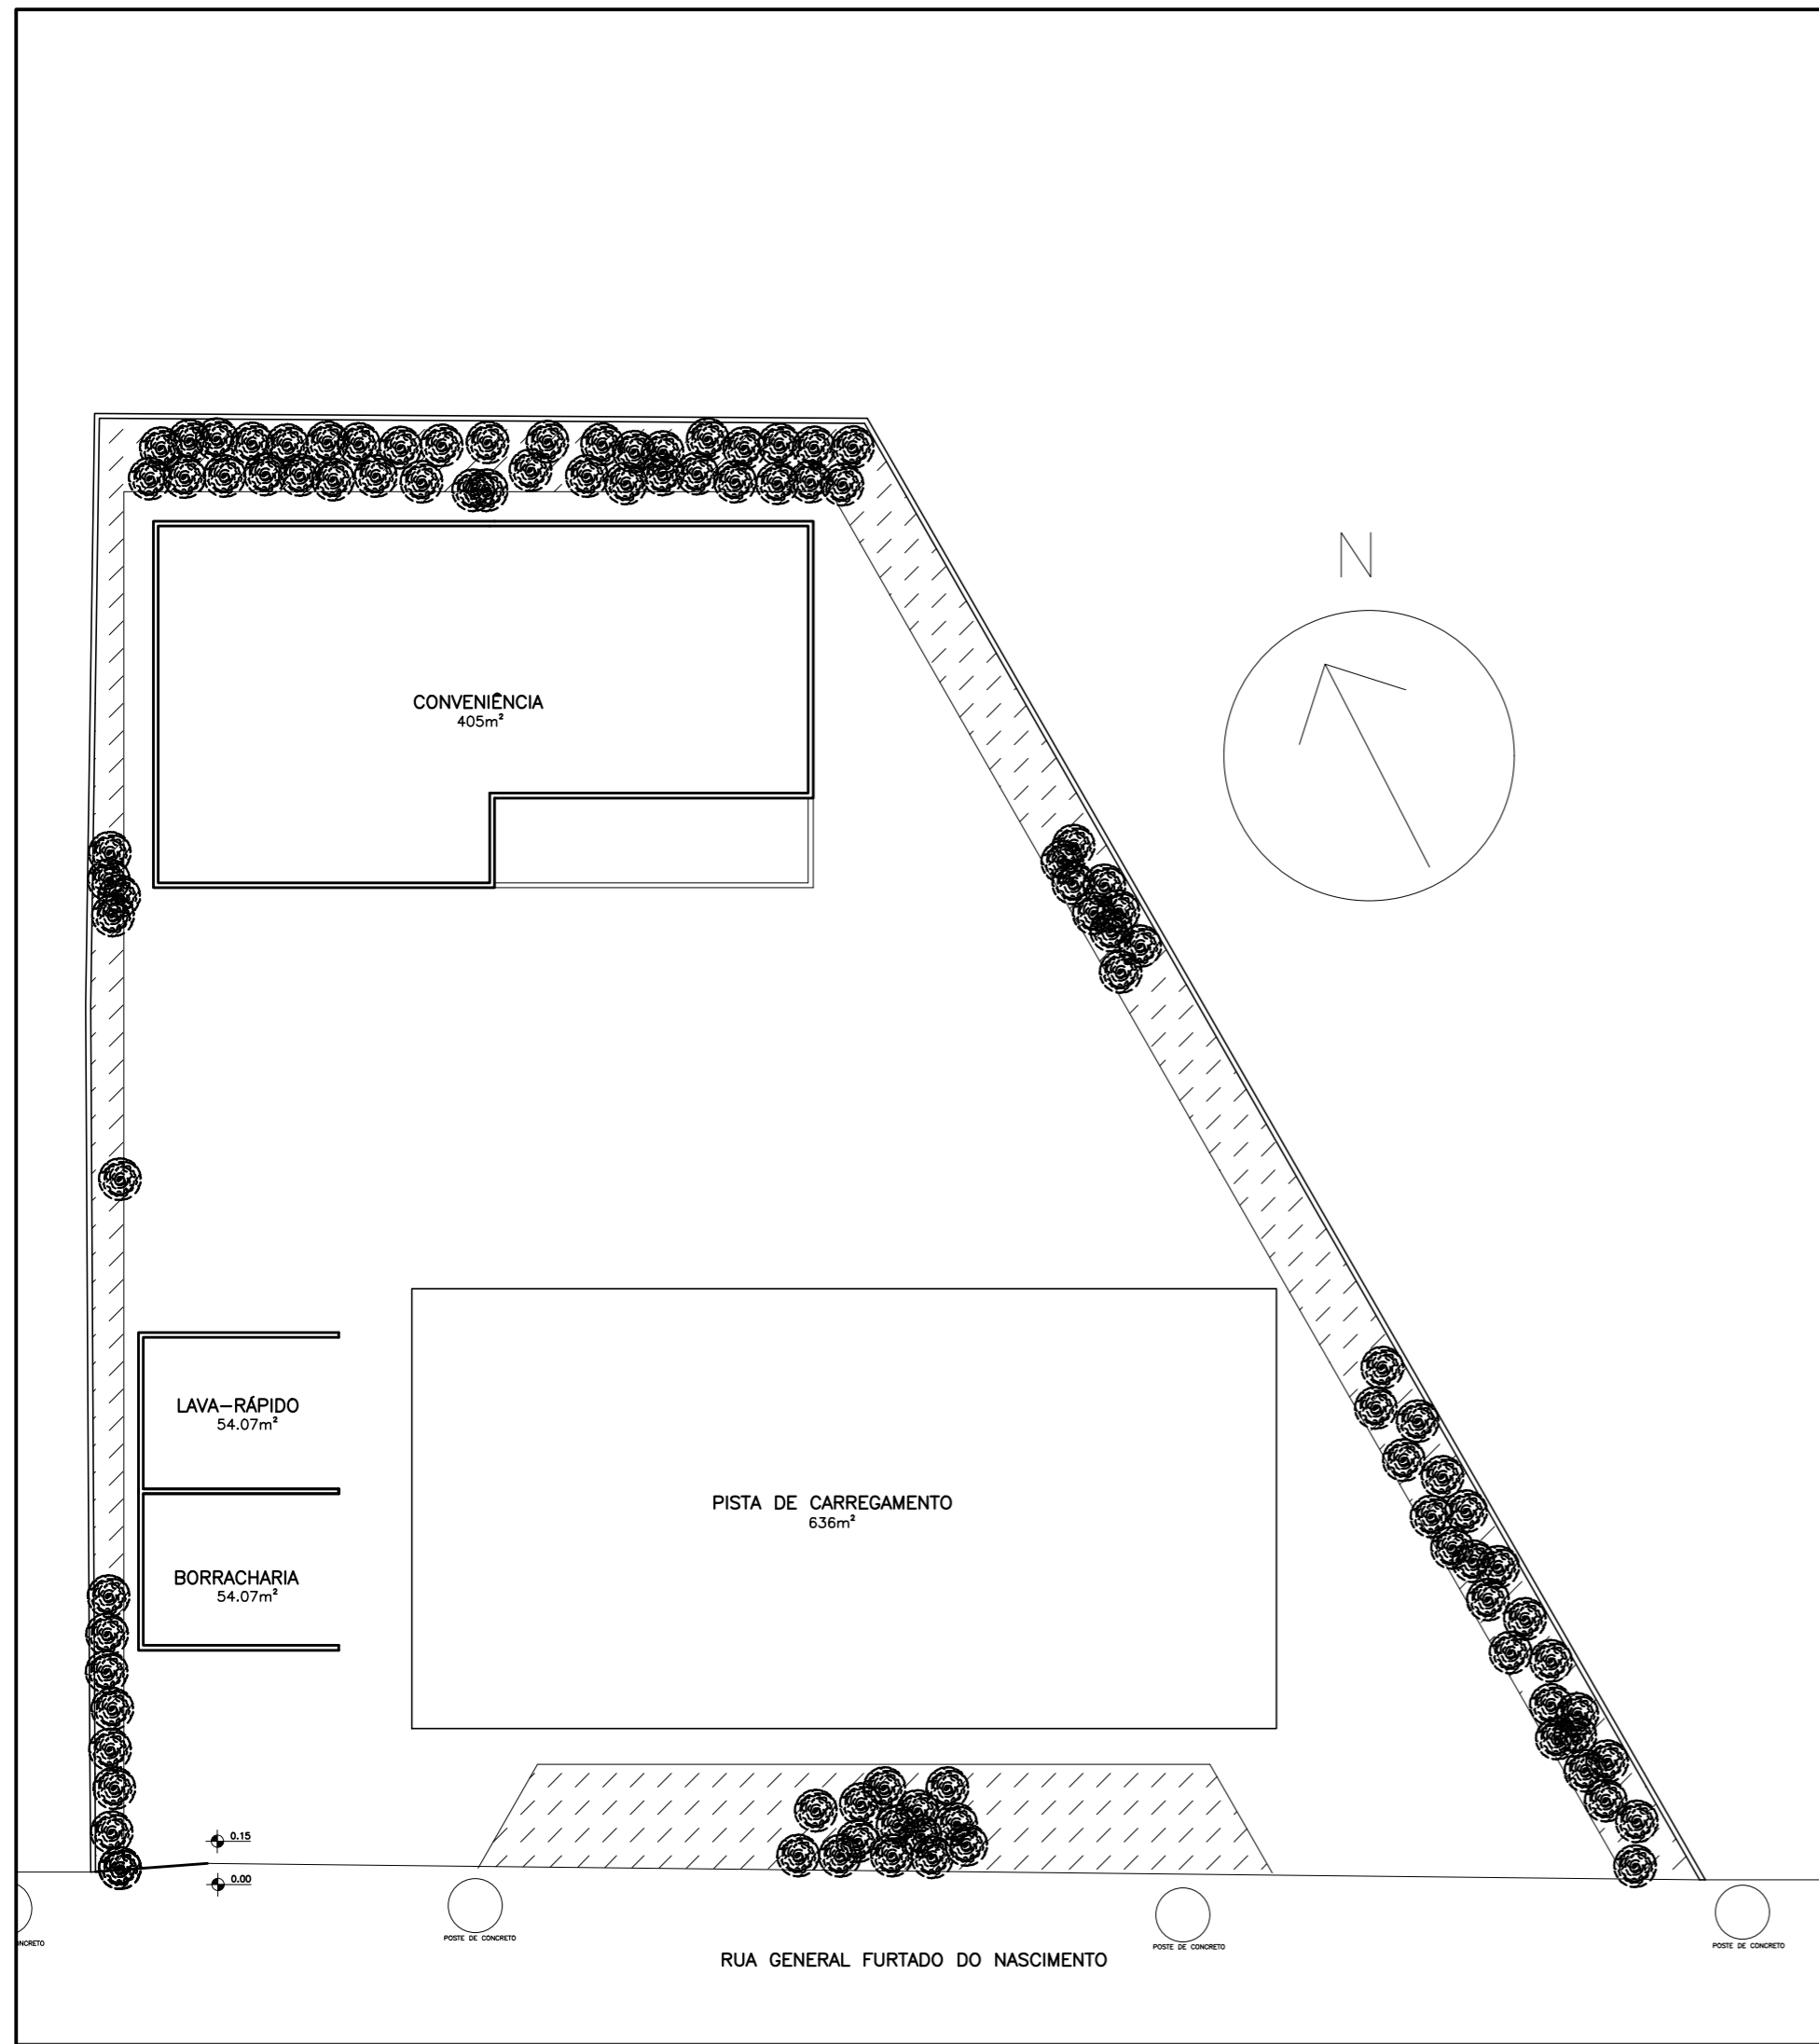 N
CONVENIÊNCIA
405m²
LAVA-RÁPIDO
54.07m²
PISTA DE CARREGAMENTO
636m²
BORRACHARIA
54.07m²
0.15
0.00
POSTE DE CONCRETO
POSTE DE CONCRETO
POSTE DE CONCRETO
NCRETO
RUA GENERAL FURTADO DO NASCIMENTO